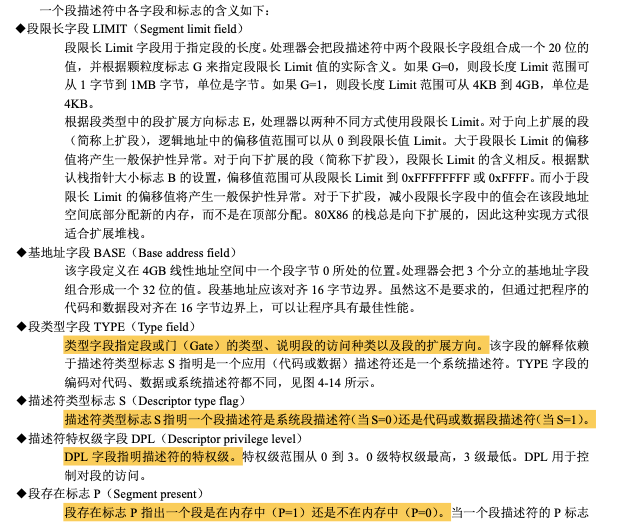 一个段描述符中各字段和标志的含义如下：
◆段限长字段 LIMIT（Segment limit field）
段限长 Limit 字段用于指定段的长度。处理器会把段描述符中两个段限长字段组合成一个 20 位的
值，并根据颗粒度标志 G 来指定段限长 Limit 值的实际含义。如果 G=0，则段长度 Limit 范围可
从 1 字节到 1MB 字节，单位是字节。如果 G=1，则段长度 Limit 范围可从 4KB 到 4GB，单位是
4KB。
根据段类型中的段扩展方向标志 E，处理器以两种不同方式使用段限长 Limit。对于向上扩展的段
（简称上扩段），逻辑地址中的偏移值范围可以从 0 到段限长值 Limit。大于段限长 Limit 的偏移
值将产生一般保护性异常。对于向下扩展的段（简称下扩段），段限长 Limit 的含义相反。根据默
认栈指针大小标志 B 的设置，偏移值范围可从段限长 Limit 到 0xFFFFFFFF 或 0xFFFF。而小于段
限长 Limit 的偏移值将产生一般保护性异常。对于下扩段，减小段限长字段中的值会在该段地址
空间底部分配新的内存，而不是在顶部分配。80X86 的栈总是向下扩展的，因此这种实现方式很
适合扩展堆栈。
◆基地址字段 BASE（Base address field）
该字段定义在 4GB 线性地址空间中一个段字节 0 所处的位置。处理器会把 3 个分立的基地址字段
组合形成一个 32 位的值。段基地址应该对齐 16 字节边界。虽然这不是要求的，但通过把程序的
代码和数据段对齐在 16 字节边界上，可以让程序具有最佳性能。
◆段类型字段 TYPE（Type field）
类型字段指定段或门（Gate）的类型、说明段的访问种类以及段的扩展方向。该字段的解释依赖
于描述符类型标志 S 指明是一个应用（代码或数据）描述符还是一个系统描述符。TYPE 字段的
编码对代码、数据或系统描述符都不同，见图 4-14 所示。
◆描述符类型标志 S（Descriptor type flag）
描述符类型标志 S 指明一个段描述符是系统段描述符（当 S=0）还是代码或数据段描述符（当 S=1）。
◆描述符特权级字段 DPL（Descriptor privilege level）
DPL 字段指明描述符的特权级。特权级范围从 0 到 3。0 级特权级最高，3 级最低。DPL 用于控
制对段的访问。
◆段存在标志 P（Segment present）
段存在标志 P 指出一个段是在内存中（P=1）还是不在内存中（P=0）。当一个段描述符的 P 标志